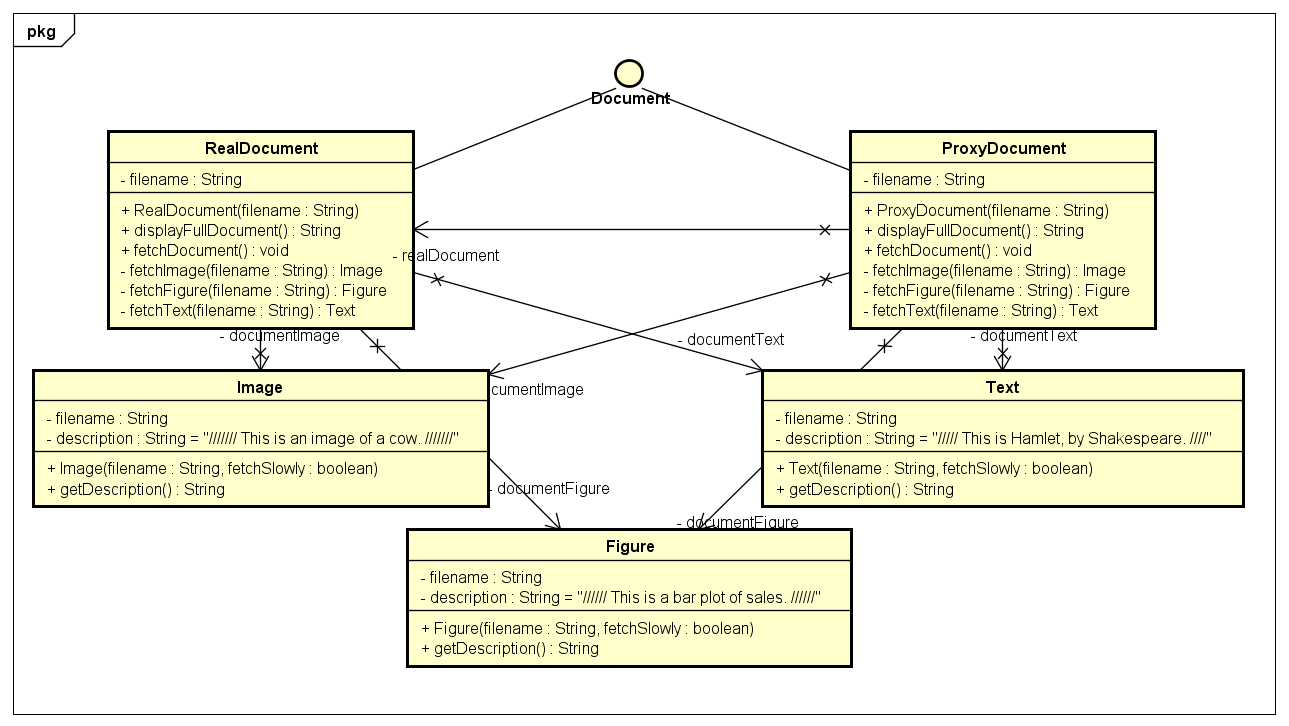 pkg
Document
RealDocument
- filename : String
+ RealDocument(filename : String)
+ displayFullDocument() : String
+ fetchDocument() : void
- fetchImage(filename : String) : Image
- fetchFigure(filename : String) : Figure
- fetchText(filename : String) : Text
ProxyDocument
- filename : String
+ ProxyDocument(filename : String)
+ displayFullDocument() : String
+ fetchDocument() : void
- fetchImage(filename : String) : Image
- fetchFigure(filename : String) : Figure
- fetchText(filename : String) : Text
- realDocument
- documentImage
- documentText
- documentText
cumentImage
Image
- filename : String
- description : String = "/////// This is an image of a cow. ///////"
+ Image(filename : String, fetchSlowly : boolean)
+ getDescription() : String
Text
- filename : String
- description : String = "///// This is Hamlet, by Shakespeare. ////"
+ Text(filename : String, fetchSlowly : boolean)
+ getDescription() : String
- documentFigure
- documentFigure
Figure
- filename : String
- description : String = "////// This is a bar plot of sales. //////"
+ Figure(filename : String, fetchSlowly : boolean)
+ getDescription() : String